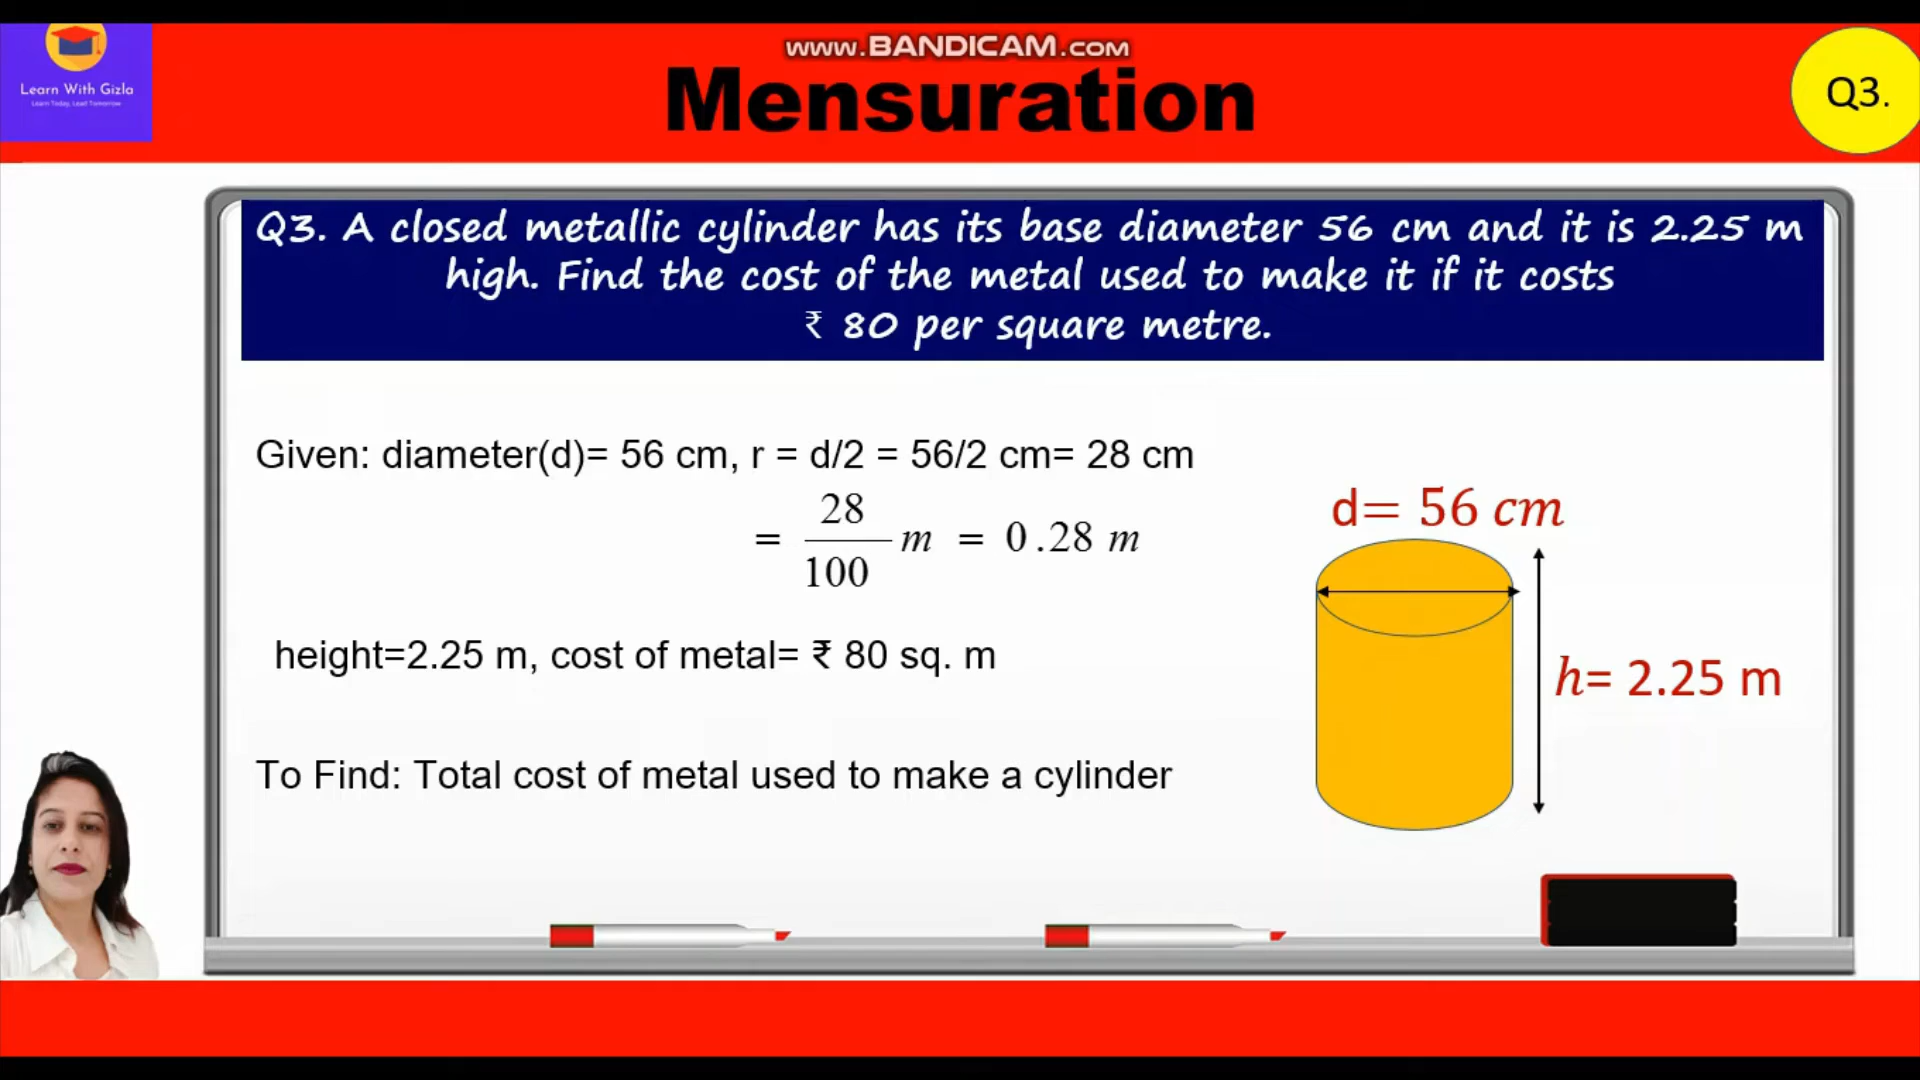 www.BANDICAM.com
Learn With Gizla
Learn Today, Lead Tomorrow
Mensuration
Q3.
Q3. A closed metallic cylinder has its base diameter 56 cm and it is 2.25 m
high. Find the cost of the metal used to make it if it costs
₹ 80 per square metre.
Given: diameter(d)= 56 cm, r = d/2 = 56/2 cm= 28 cm
= 28/100 m = 0.28 m
d= 56 cm
height=2.25 m, cost of metal= ₹ 80 sq. m
h= 2.25 m
To Find: Total cost of metal used to make a cylinder